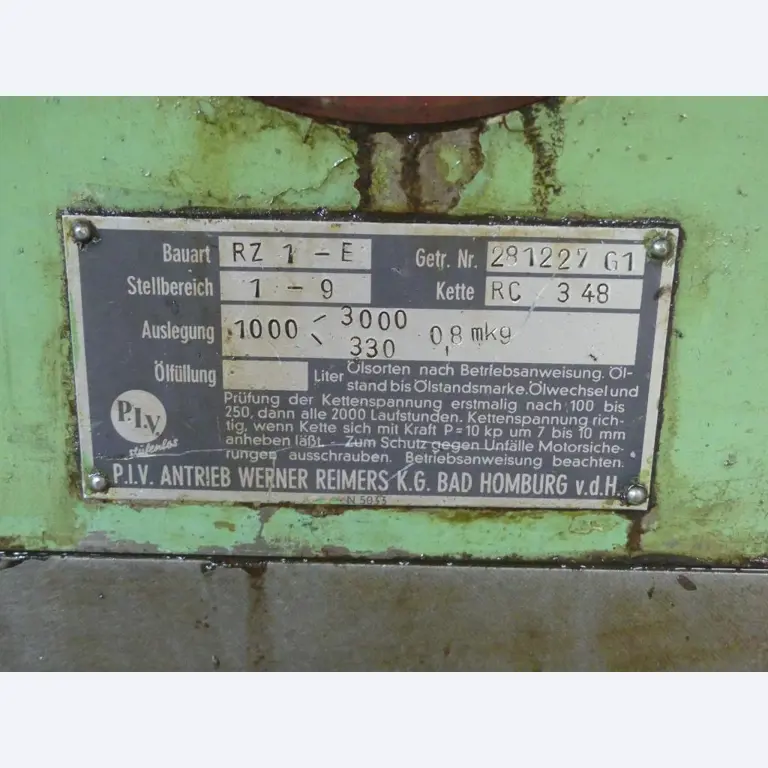 Bauart RZ 1 - E Getr. Nr. 281227 G1
Stellbereich 1 - 9 Kette RC 3 48
Auslegung 1000 < 3000 330 0,8 mkg
Ölfüllung Liter Ölsorten nach Betriebsanweisung. Öl-
stand bis Ölstandsmarke. Ölwechsel und
Prüfung der Kettenspannung erstmalig nach 100 bis
250, dann alle 2000 Laufstunden. Kettenspannung rich-
tig, wenn Kette sich mit Kraft P=10 kp um 7 bis 10 mm
anheben läßt. Zum Schutz gegen Unfälle Motorsiche-
rungen ausschrauben. Betriebsanweisung beachten.
P.I.V.
stufenlos
P.I.V. ANTRIEB WERNER REIMERS K.G. BAD HOMBURG v.d.H.
N 5033